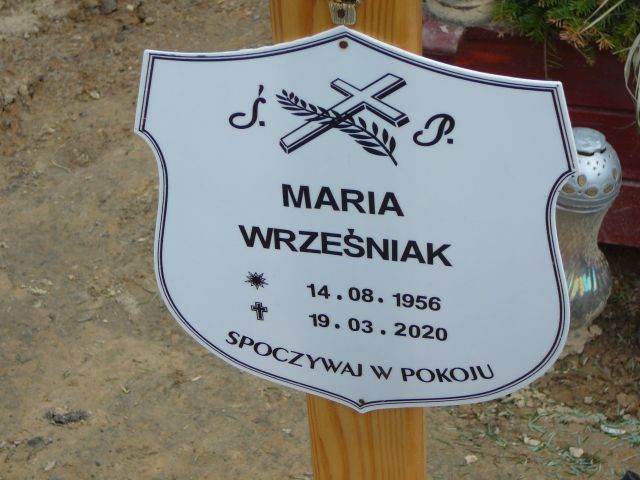 Ś. P.
MARIA
WRZEŚNIAK
14.08.1956
19.03.2020
SPOCZYWAJ W POKOJU